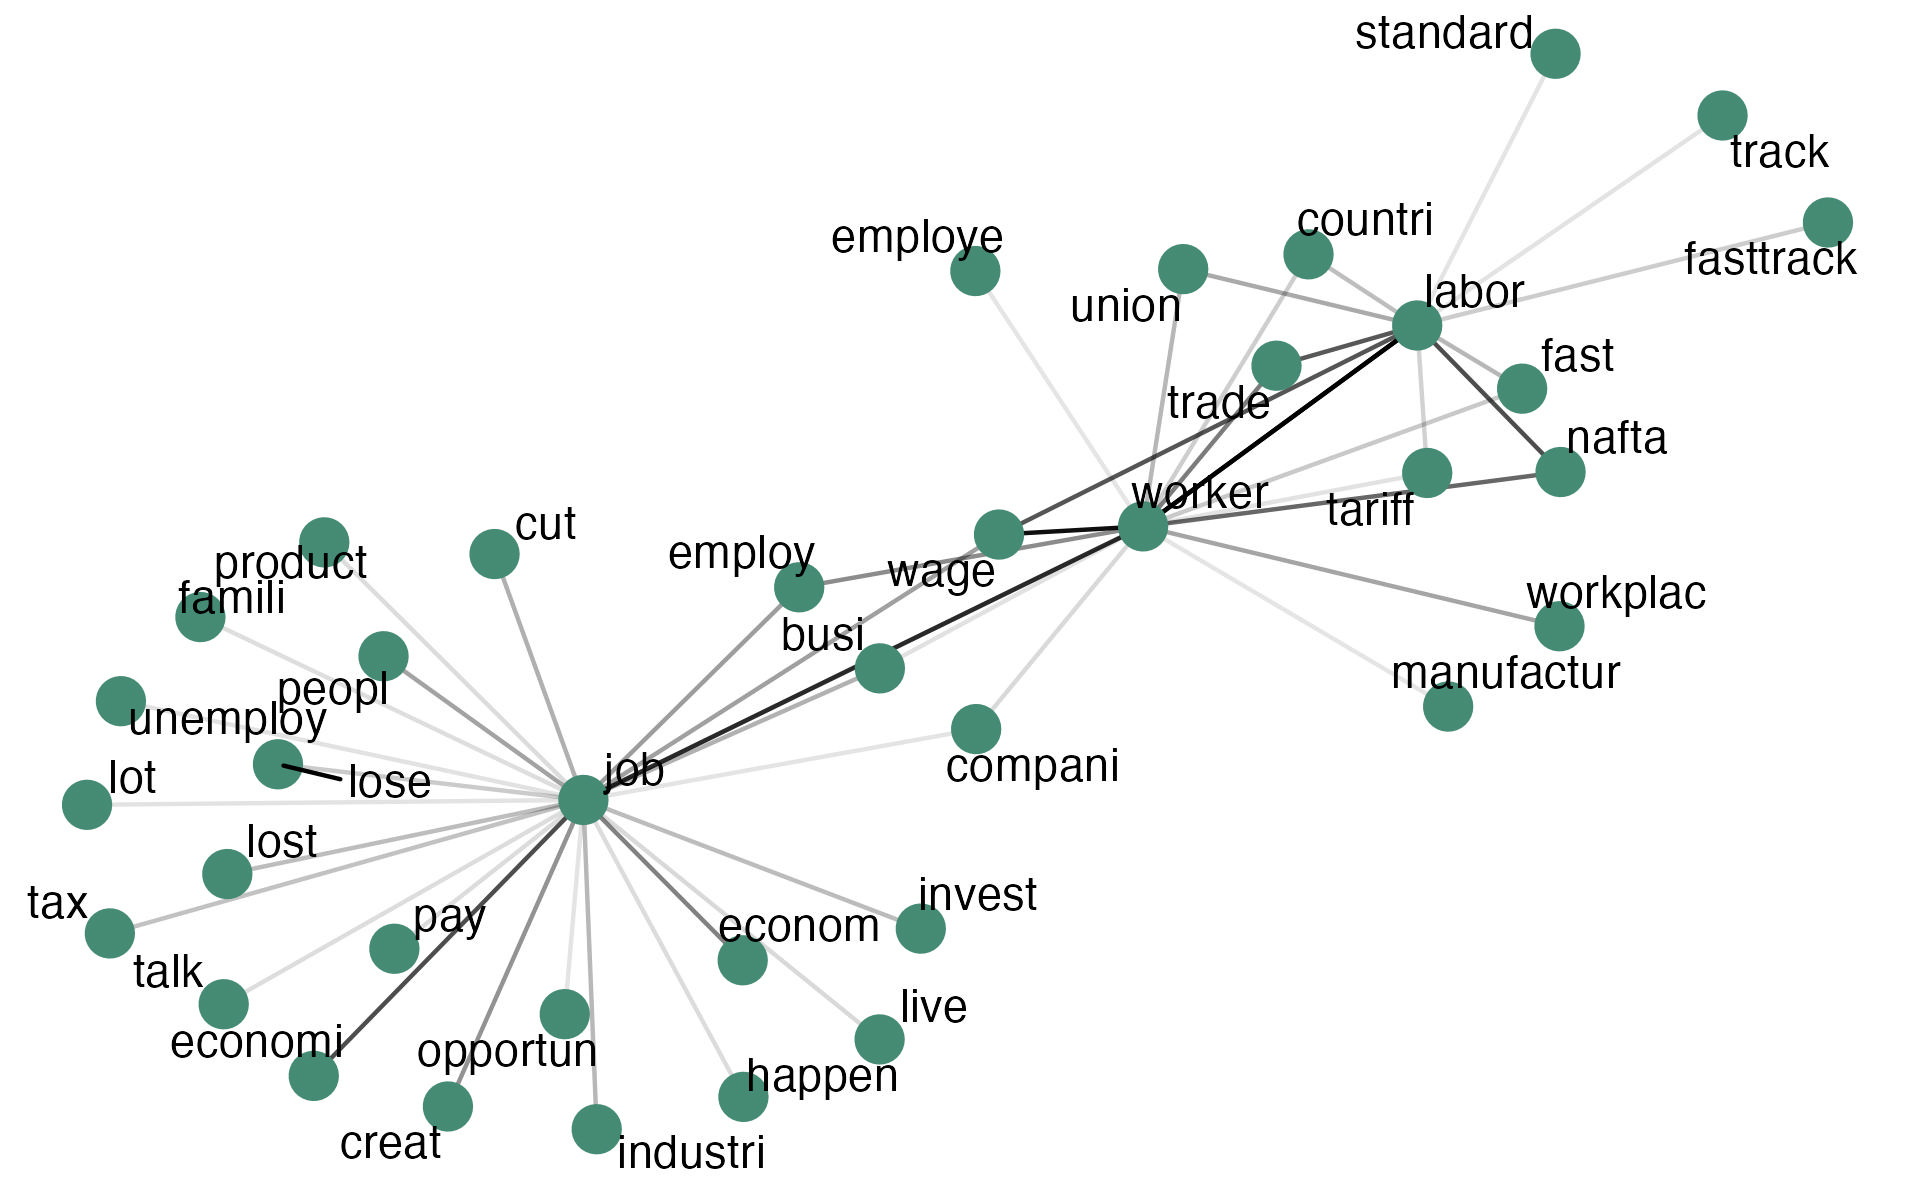 standard
track
countri
employe
fasttrack
labor
union
fast
trade
nafta
worker
tariff
cut
employ
product
wage
workplac
famili
busi
manufactur
peopl
unemploy
compani
job
lot
lose
lost
invest
tax
pay
econom
talk
live
economi
opportun
happen
creat
industri